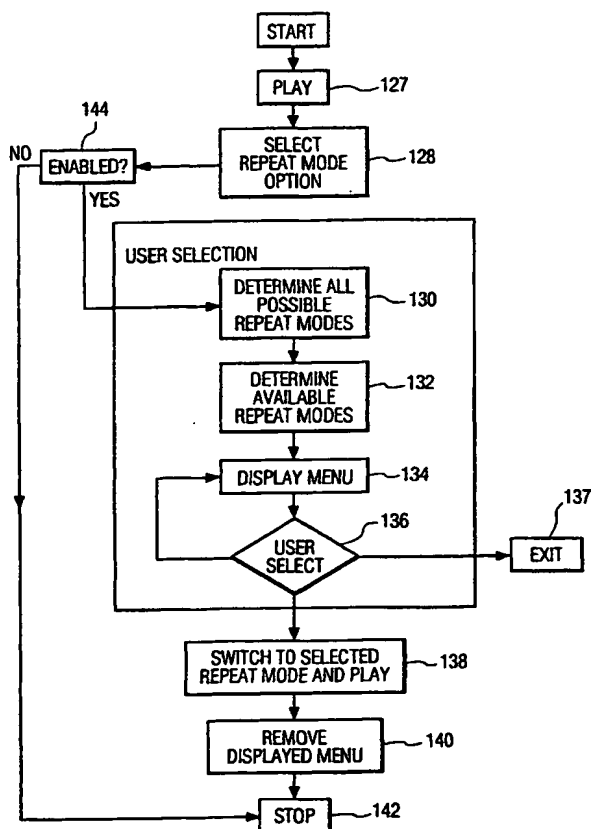 START
PLAY
127
144
NO
ENABLED?
YES
SELECT
REPEAT MODE
OPTION
128
USER SELECTION
DETERMINE ALL
POSSIBLE
REPEAT MODES
130
DETERMINE
AVAILABLE
REPEAT MODES
132
DISPLAY MENU
134
136
USER
SELECT
137
EXIT
SWITCH TO SELECTED
REPEAT MODE AND PLAY
138
REMOVE
DISPLAYED MENU
140
STOP
142